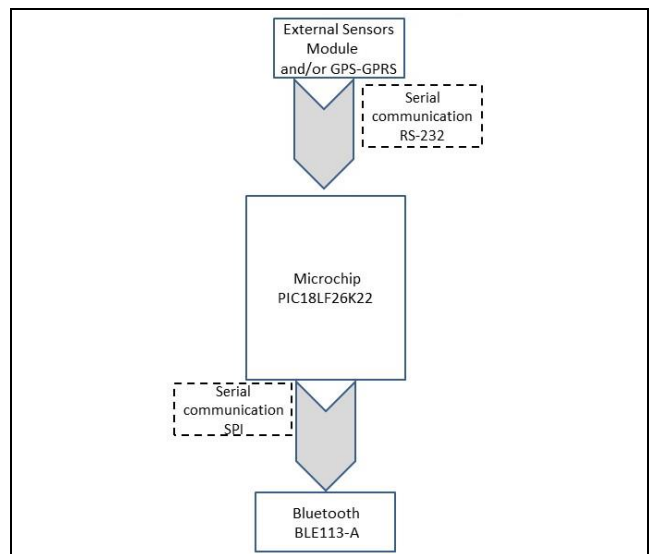 External Sensors
Module
and/or GPS-GPRS
Serial
communication
RS-232
Microchip
PIC18LF26K22
Serial
communication
SPI
Bluetooth
BLE113-A